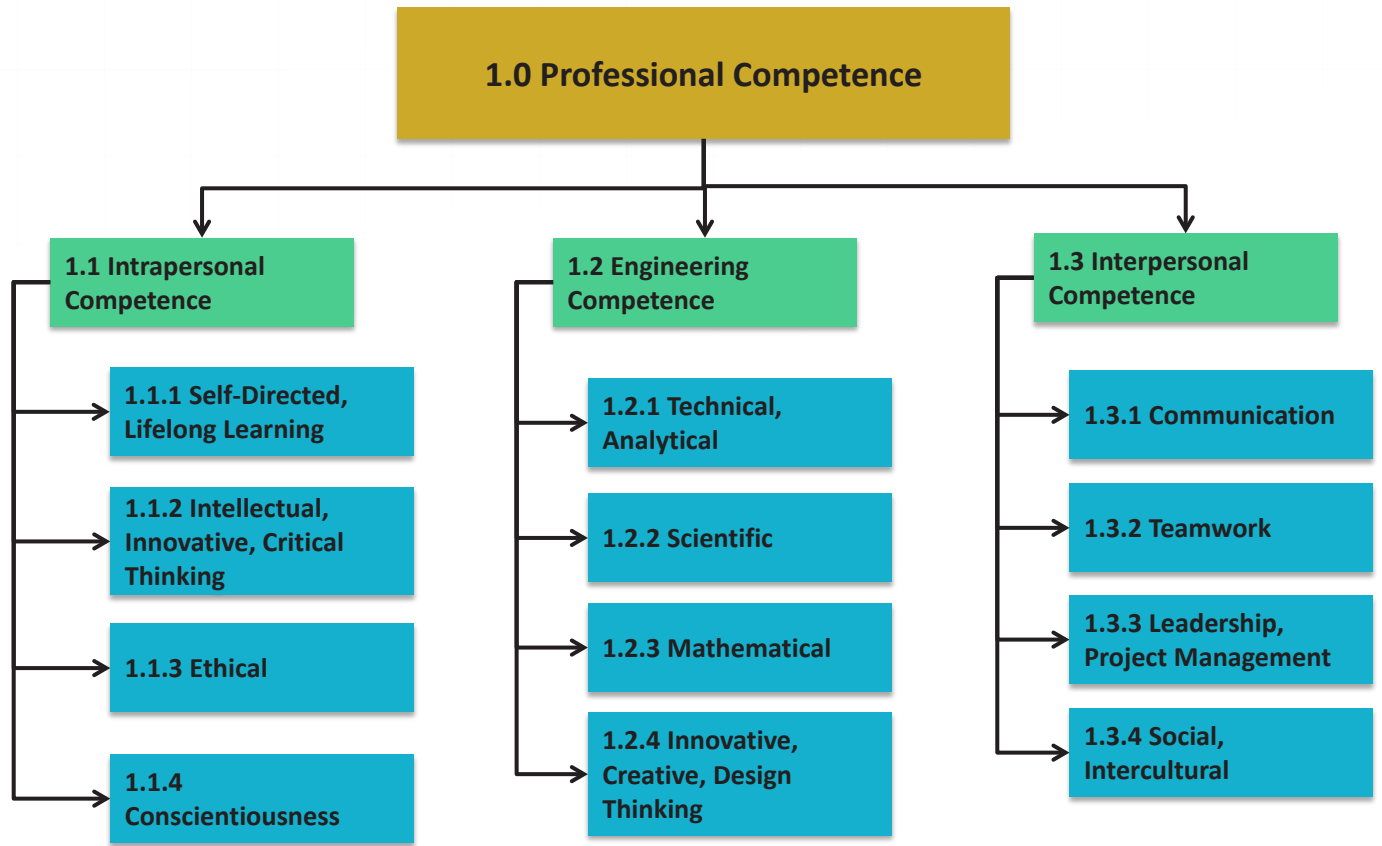 1.0 Professional Competence
1.1 Intrapersonal
Competence
1.1.1 Self-Directed,
Lifelong Learning
1.1.2 Intellectual,
Innovative, Critical
Thinking
1.1.3 Ethical
1.1.4
Conscientiousness
1.2 Engineering
Competence
1.2.1 Technical,
Analytical
1.2.2 Scientific
1.2.3 Mathematical
1.2.4 Innovative,
Creative, Design
Thinking
1.3 Interpersonal
Competence
1.3.1 Communication
1.3.2 Teamwork
1.3.3 Leadership,
Project Management
1.3.4 Social,
Intercultural